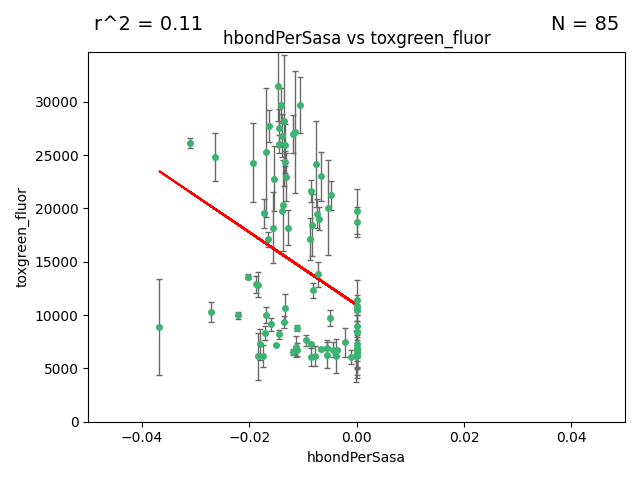 r^2 = 0.11
N = 85
hbondPerSasa vs toxgreen_fluor
30000
25000
20000
15000
10000
5000
0
toxgreen_fluor
−0.04
−0.02
0.00
0.02
0.04
hbondPerSasa